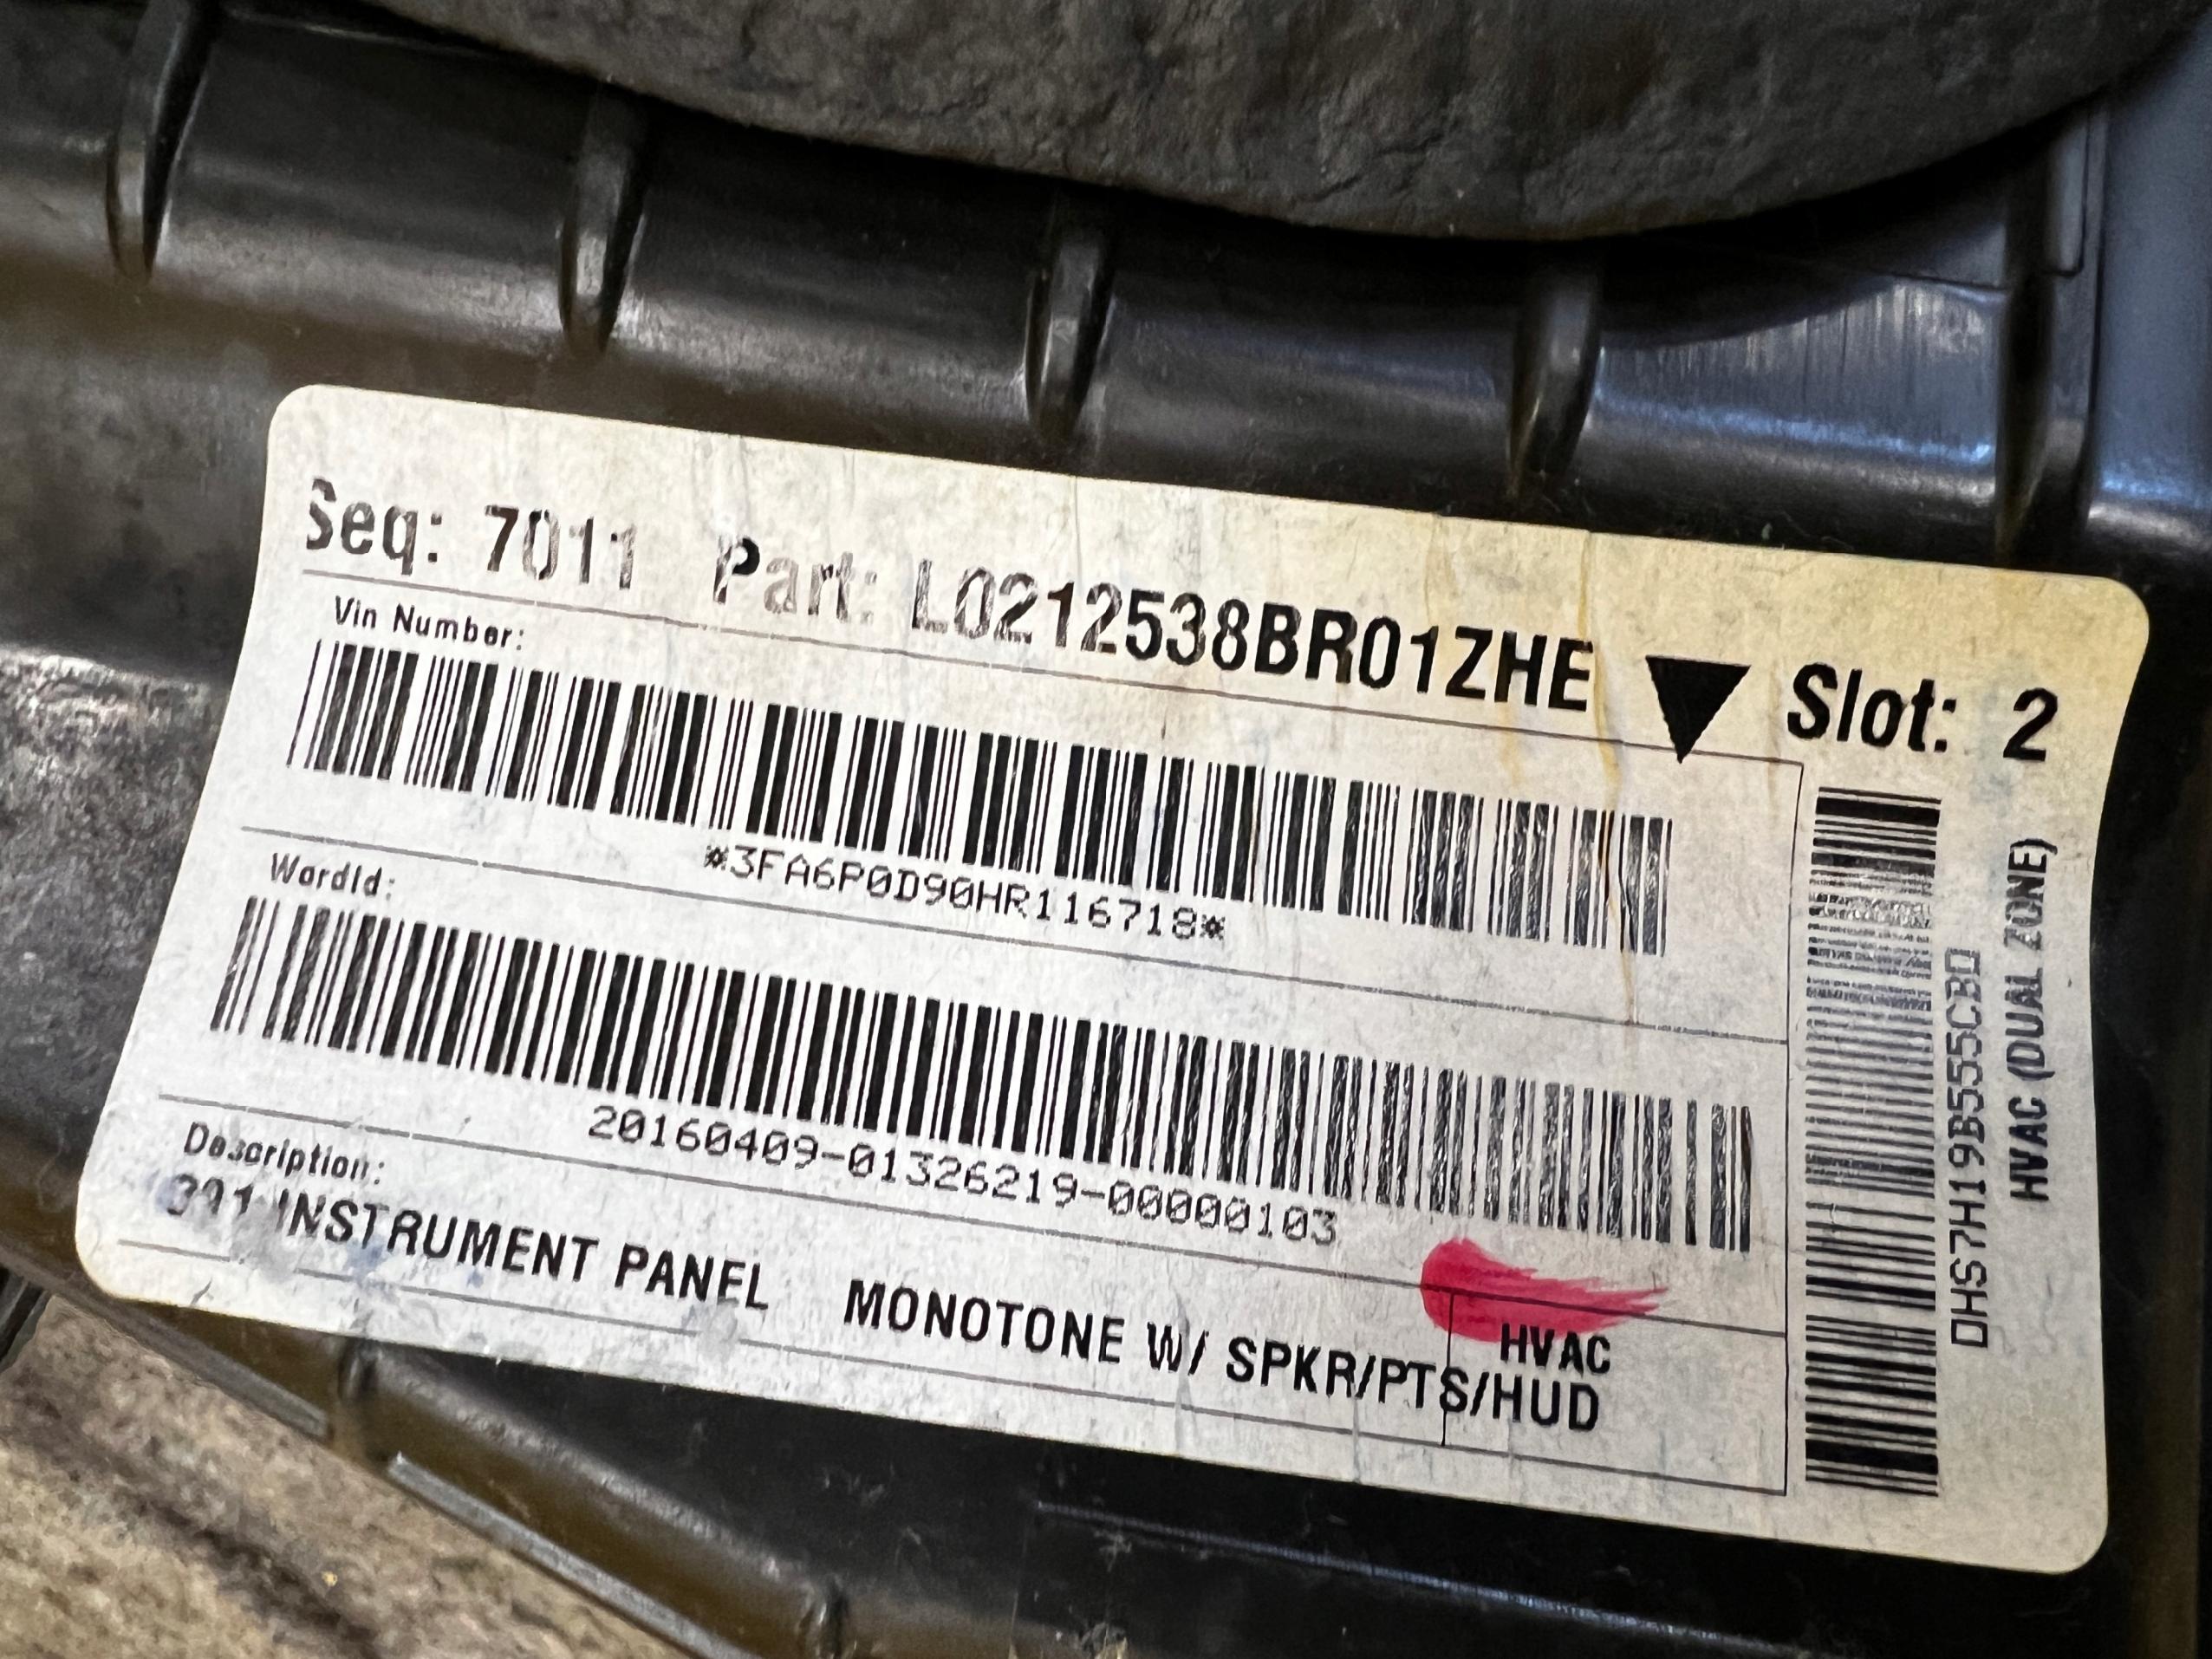 Seq: 7011 Part: L0212538BR01ZHE Slot: 2
Vin Number:
*3FA6P0D90HR116718*
WordId:
20160409-01326219-00000103
Description:
INSTRUMENT PANEL MONOTONE W/ SPKR/PTS/HUD
HVAC
DHS7H19B555CBD
HVAC (DUAL ZONE)